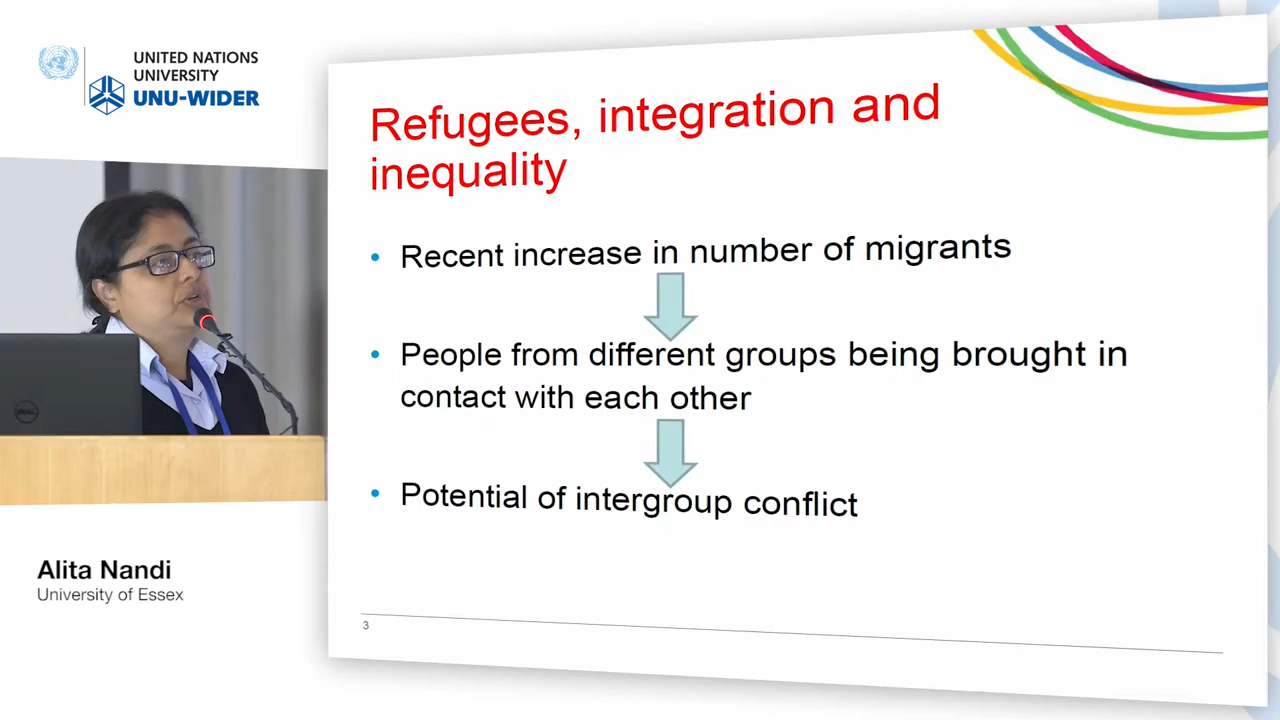 UNITED NATIONS
UNIVERSITY
UNU-WIDER
Refugees, integration and
inequality
• Recent increase in number of migrants
• People from different groups being brought in
contact with each other
• Potential of intergroup conflict
DELL
Alita Nandi
University of Essex
3